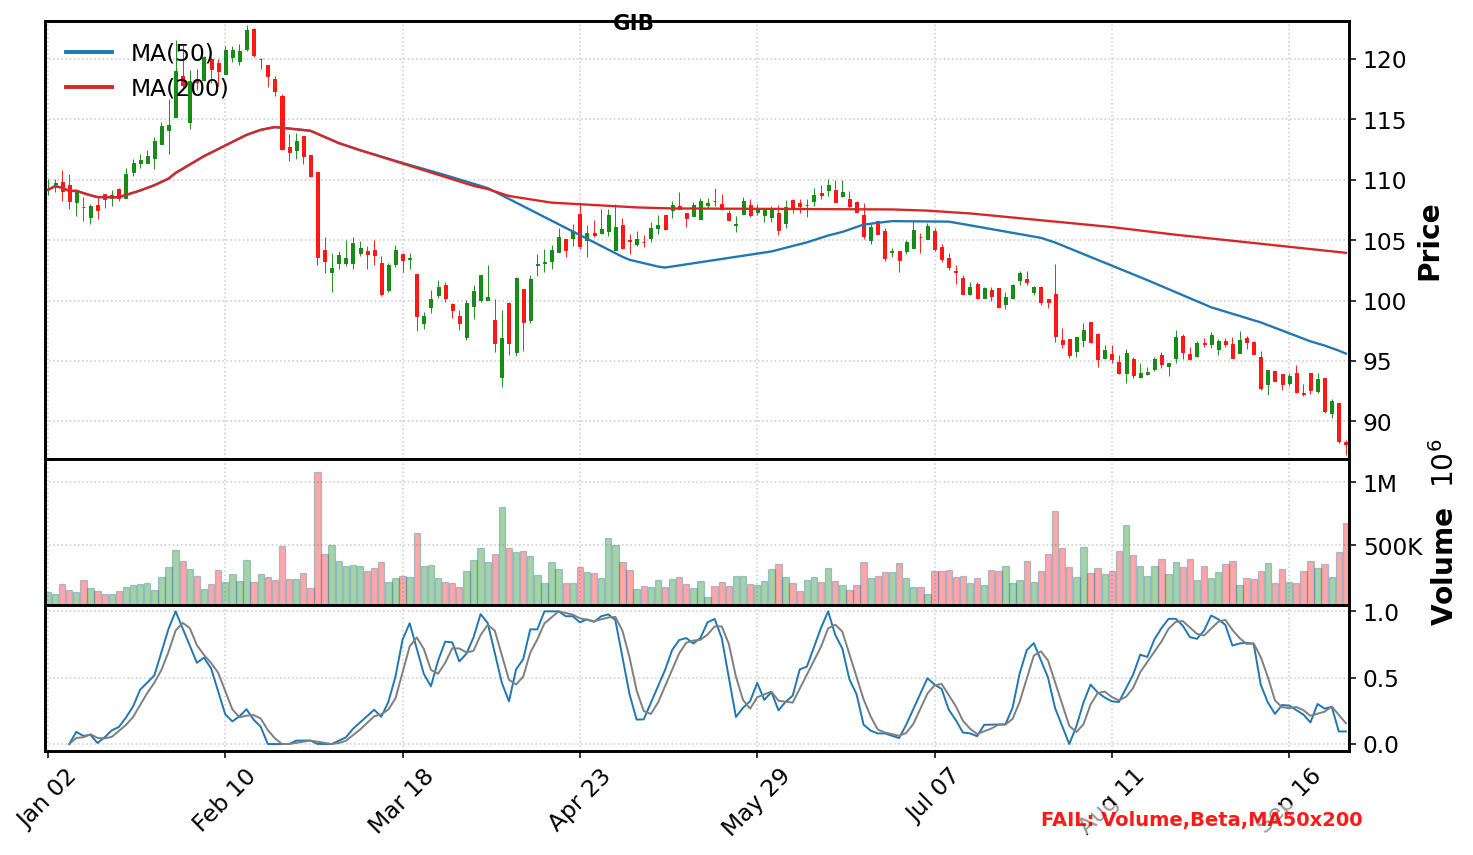 GIB
MA(50)
MA(200)
120
115
110
105
100
95
90
Price
1M
500K
Volume 10^6
1.0
0.5
0.0
Jan 02
Feb 10
Mar 18
Apr 23
May 29
Jul 07
Aug 11
Sep 16
FAIL: Volume,Beta,MA50x200